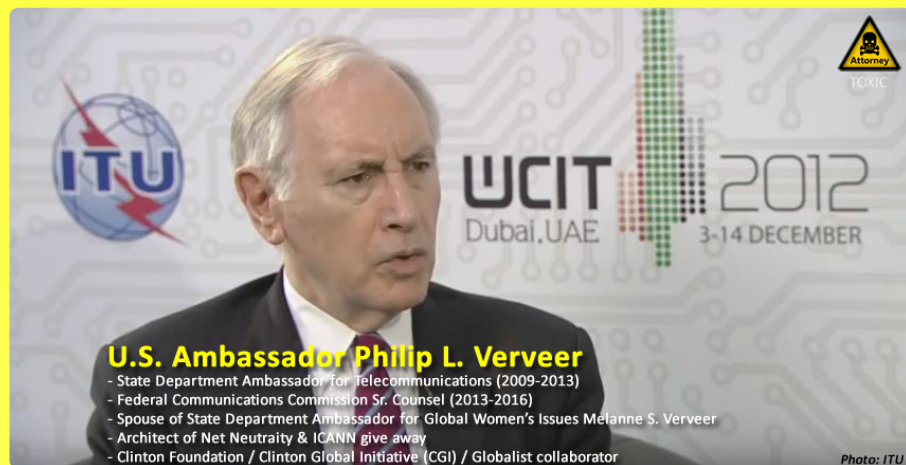 Attorney
TOXIC
ITU
WCIT 2012
Dubai,UAE 3-14 DECEMBER
U.S. Ambassador Philip L. Verveer
- State Department Ambassador for Telecommunications (2009-2013)
- Federal Communications Commission Sr. Counsel (2013-2016)
- Spouse of State Department Ambassador for Global Women's Issues Melanne S. Verveer
- Architect of Net Neutraity & ICANN give away
- Clinton Foundation / Clinton Global Initiative (CGI) / Globalist collaborator
Photo: ITU